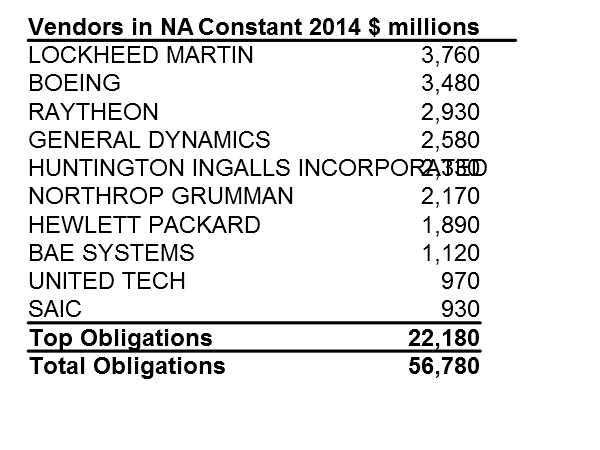 Vendors in NA Constant 2014 $ millions
LOCKHEED MARTIN 3,760
BOEING 3,480
RAYTHEON 2,930
GENERAL DYNAMICS 2,580
HUNTINGTON INGALLS INCORPORATED 2,330
NORTHROP GRUMMAN 2,170
HEWLETT PACKARD 1,890
BAE SYSTEMS 1,120
UNITED TECH 970
SAIC 930
Top Obligations 22,180
Total Obligations 56,780